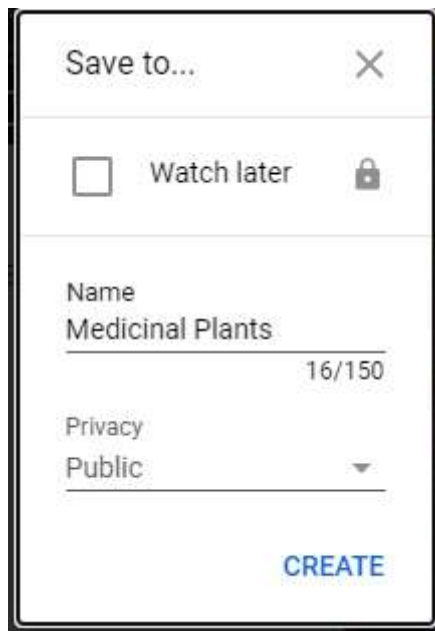 Save to...
Watch later
Name
Medicinal Plants
16/150
Privacy
Public
CREATE